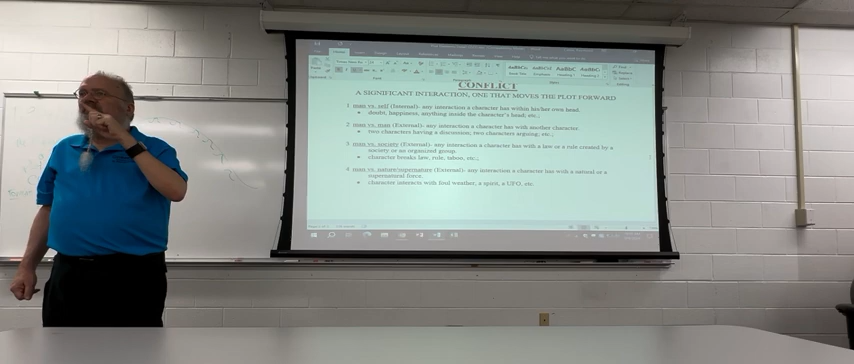 CONFLICT
A SIGNIFICANT INTERACTION, ONE THAT MOVES THE PLOT FORWARD
1. man vs. self (Internal)- any interaction a character has within his/her own head.
• doubt, happiness, anything inside the character's head; etc.;
2. man vs. man (External)- any interaction a character has with another character.
• two characters having a discussion; two characters arguing; etc.;
3. man vs. society (External)- any interaction a character has with a law or a rule created by a
society or an organized group.
• character breaks law, rule, taboo, etc.;
4. man vs. nature/supernature (External)- any interaction a character has with a natural or a
supernatural force.
• character interacts with foul weather, a spirit, a UFO, etc.